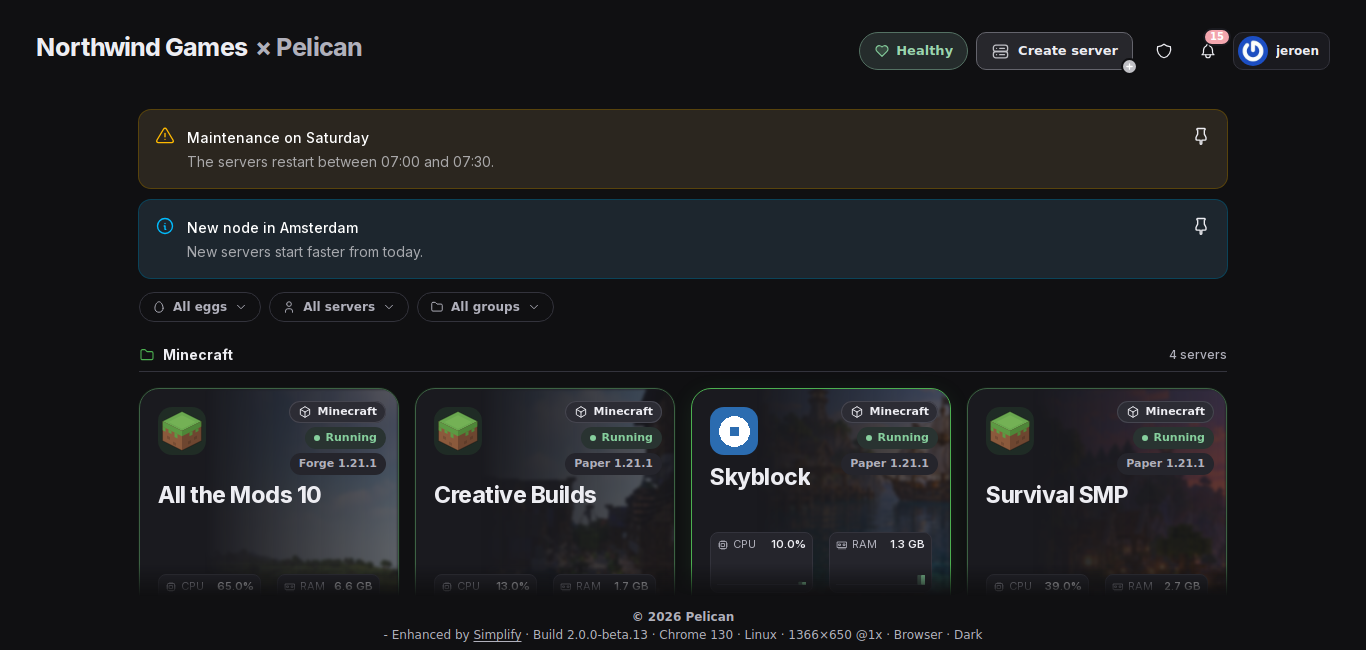 Northwind Games × Pelican
Healthy
Create server
15
jeroen
Maintenance on Saturday
The servers restart between 07:00 and 07:30.
New node in Amsterdam
New servers start faster from today.
All eggs
All servers
All groups
Minecraft
4 servers
Minecraft
Running
Forge 1.21.1
All the Mods 10
CPU 65.0%
RAM 6.6 GB
Minecraft
Running
Paper 1.21.1
Creative Builds
CPU 13.0%
RAM 1.7 GB
Minecraft
Running
Paper 1.21.1
Skyblock
CPU 10.0%
RAM 1.3 GB
Minecraft
Running
Paper 1.21.1
Survival SMP
CPU 39.0%
RAM 2.7 GB
© 2026 Pelican
- Enhanced by Simplify · Build 2.0.0-beta.13 · Chrome 130 · Linux · 1366×650 @1x · Browser · Dark